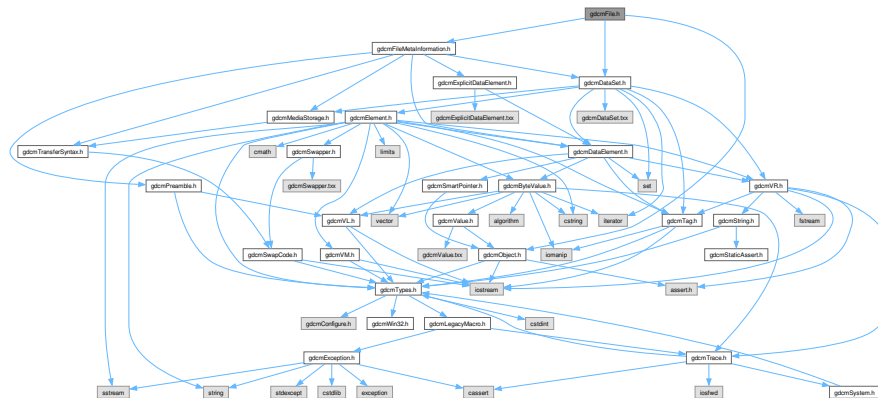 gdcmFile.h
gdcmFileMetaInformation.h
gdcmExplicitDataElement.h
gdcmDataSet.h
gdcmMediaStorage.h
gdcmElement.h
gdcmExplicitDataElement.txx
gdcmDataSet.txx
gdcmTransferSyntax.h
cmath
gdcmSwapper.h
limits
gdcmDataElement.h
gdcmPreamble.h
gdcmSwapper.txx
gdcmSmartPointer.h
gdcmByteValue.h
set
gdcmVR.h
gdcmVL.h
vector
gdcmValue.h
algorithm
cstring
iterator
gdcmTag.h
gdcmString.h
fstream
gdcmSwapCode.h
gdcmVM.h
gdcmValue.txx
gdcmObject.h
iomanip
gdcmStaticAssert.h
gdcmTypes.h
iostream
assert.h
gdcmConfigure.h
gdcmWin32.h
gdcmLegacyMacro.h
cstdint
gdcmException.h
gdcmTrace.h
sstream
string
stdexcept
cstdlib
exception
cassert
iosfwd
gdcmSystem.h